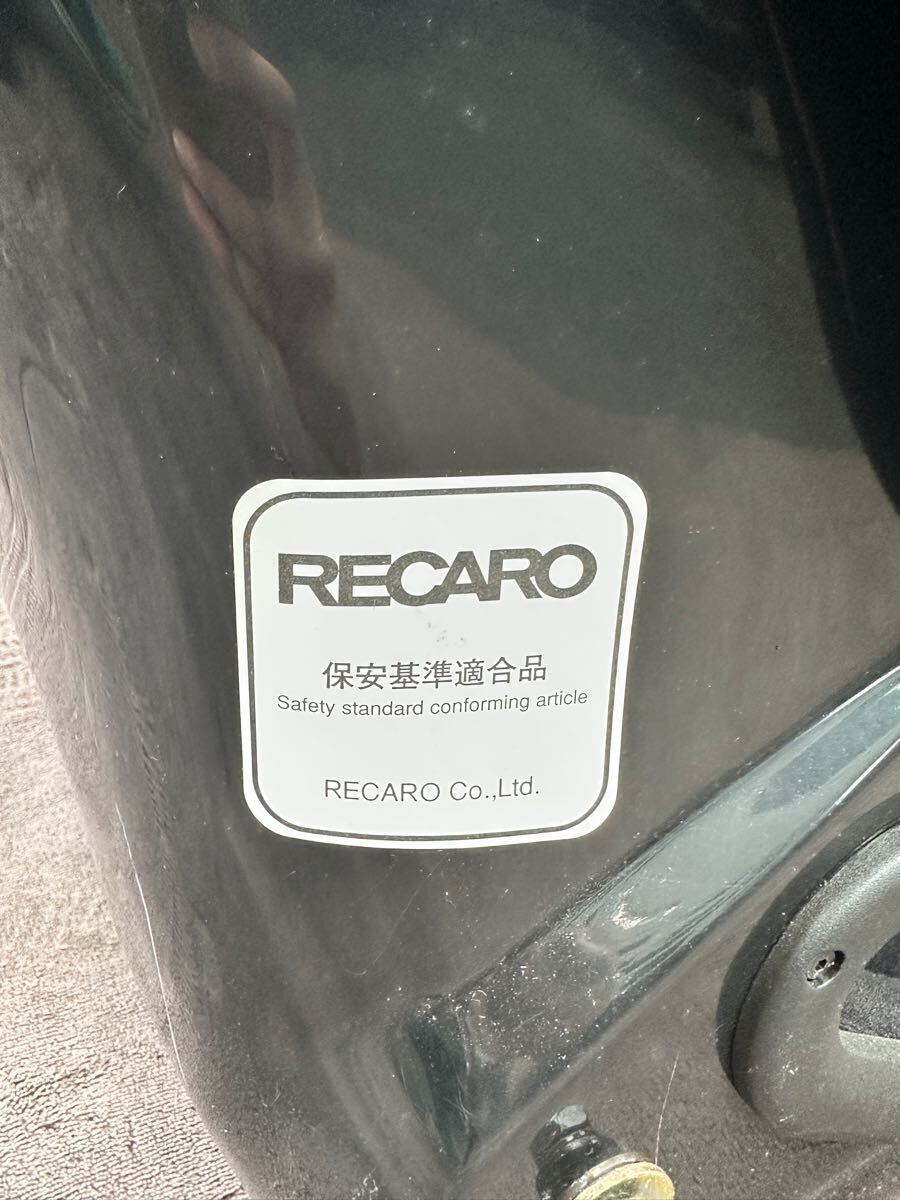 RECARO
保安基準適合品
Safety standard conforming article
RECARO Co.,Ltd.